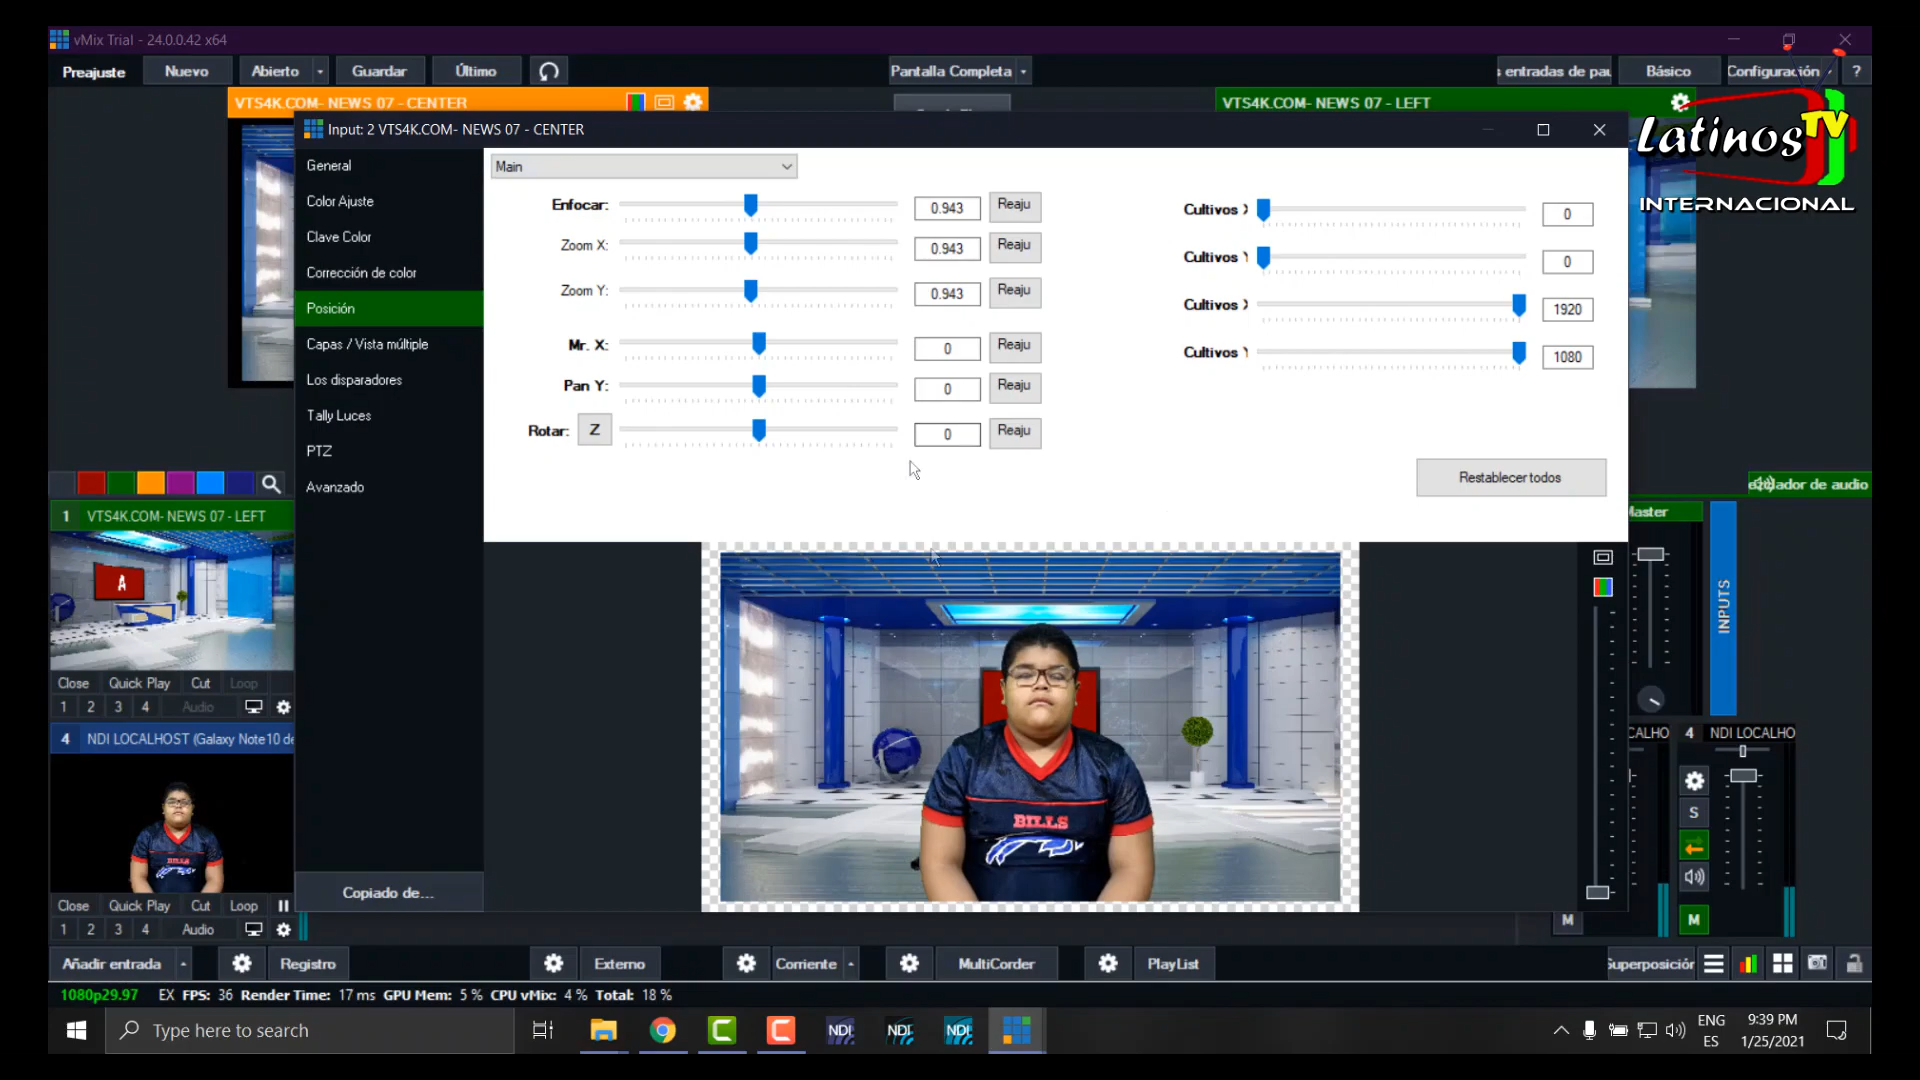 vMix Trial - 24.0.0.42 x64
Preajuste
Nuevo
Abierto
Guardar
Último
Pantalla Completa
entradas de pau
Básico
Configuración
?
VTS4K.COM- NEWS 07 - CENTER
VTS4K.COM- NEWS 07 - LEFT
Latinos TV
INTERNACIONAL
Input: 2 VTS4K.COM- NEWS 07 - CENTER
General
Color Ajuste
Clave Color
Corrección de color
Posición
Capas / Vista múltiple
Los disparadores
Tally Luces
PTZ
Avanzado
Copiado de...
Main
Enfocar: 0.943 Reaju
Zoom X: 0.943 Reaju
Zoom Y: 0.943 Reaju
Mr. X: 0 Reaju
Pan Y: 0 Reaju
Rotar: Z 0 Reaju
Cultivos X 0
Cultivos Y 0
Cultivos X 1920
Cultivos Y 1080
Restablecer todos
BILLS
1 VTS4K.COM- NEWS 07 - LEFT
A
Close Quick Play Cut Loop
1 2 3 4 Audio
4 NDI LOCALHOST (Galaxy Note10 de
BILLS
Close Quick Play Cut Loop
1 2 3 4 Audio
dor de audio
Master
INPUTS
CALHO
4 NDI LOCALHO
S
M
M
Añadir entrada
Registro
Externo
Corriente
MultiCorder
PlayList
Superposición
1080p29.97 EX FPS: 36 Render Time: 17 ms GPU Mem: 5 % CPU vMix: 4 % Total: 18 %
Type here to search
NDI
NDI
NDI
ENG
ES
9:39 PM
1/25/2021